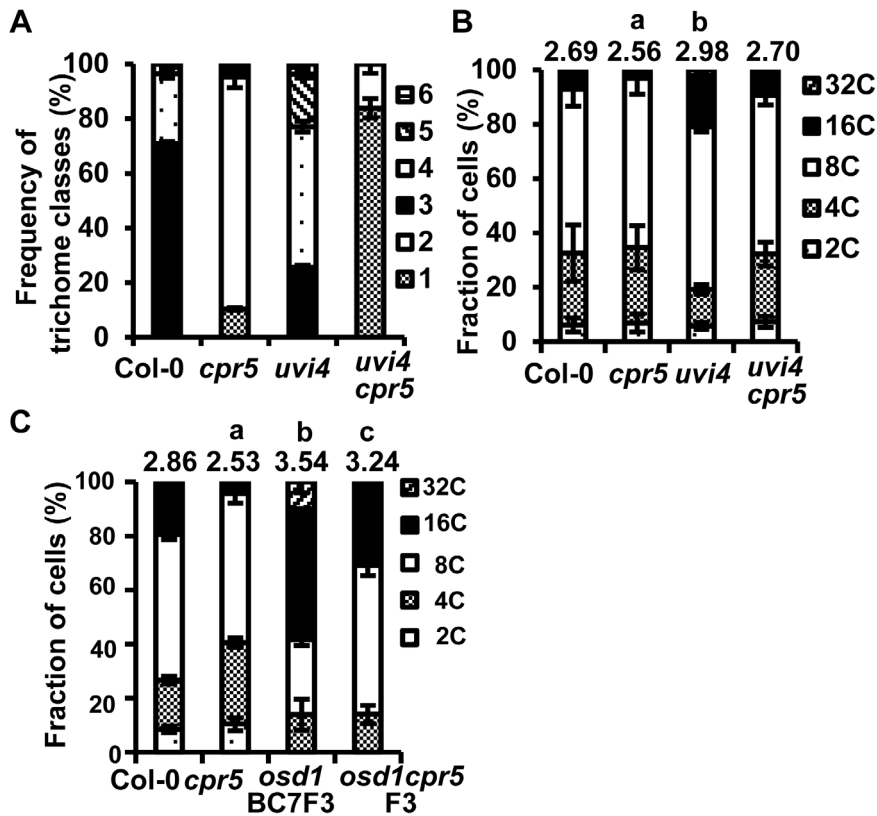 A
Frequency of
trichome classes (%)
100
80
60
40
20
0
6
5
4
3
2
1
Col-0 cpr5 uvi4 uvi4
cpr5
B
a b
2.69 2.56 2.98 2.70
Fraction of cells (%)
100
80
60
40
20
0
32C
16C
8C
4C
2C
Col-0 cpr5 uvi4 uvi4
cpr5
C
a b c
2.86 2.53 3.54 3.24
Fraction of cells (%)
100
80
60
40
20
0
32C
16C
8C
4C
2C
Col-0 cpr5 osd1 osd1cpr5
BC7F3 F3